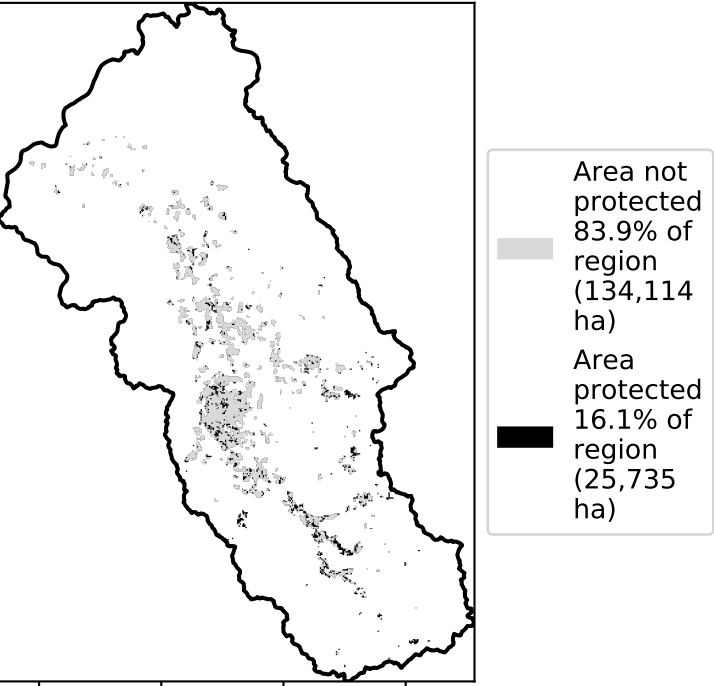 Area not
protected
83.9% of
region
(134,114
ha)
Area
protected
16.1% of
region
(25,735
ha)